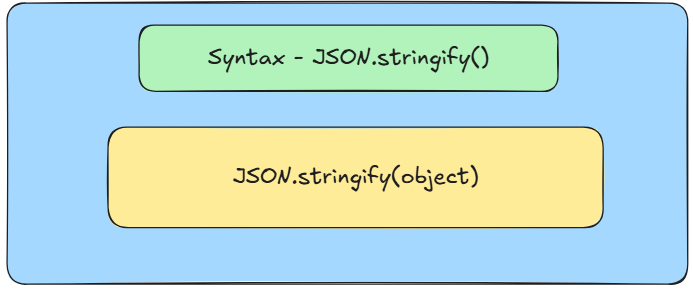 Syntax - JSON.stringify()
JSON.stringify(object)